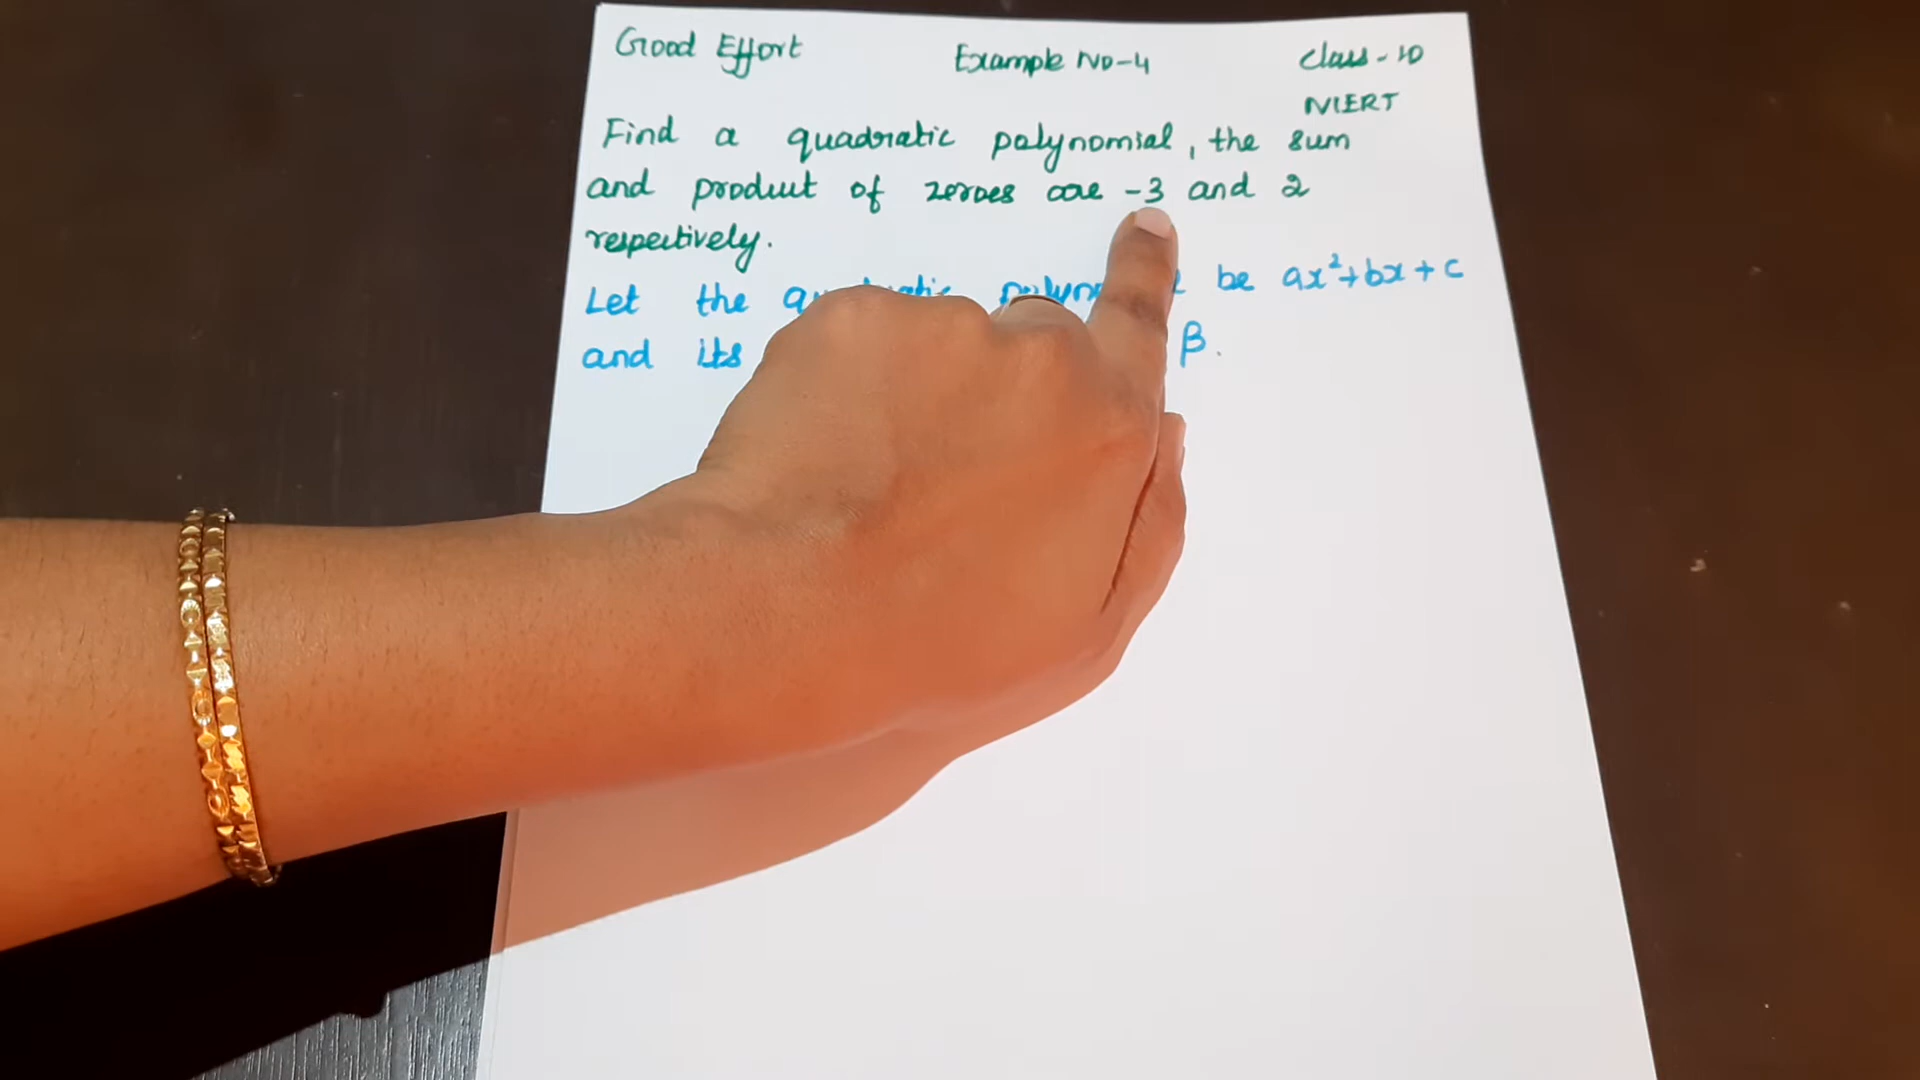 Good Effort
Example No-4
Class-10
NCERT
Find a quadratic polynomial, the sum
and product of zeroes are -3 and 2
respectively.
Let the be ax²+bx+c
and its β.